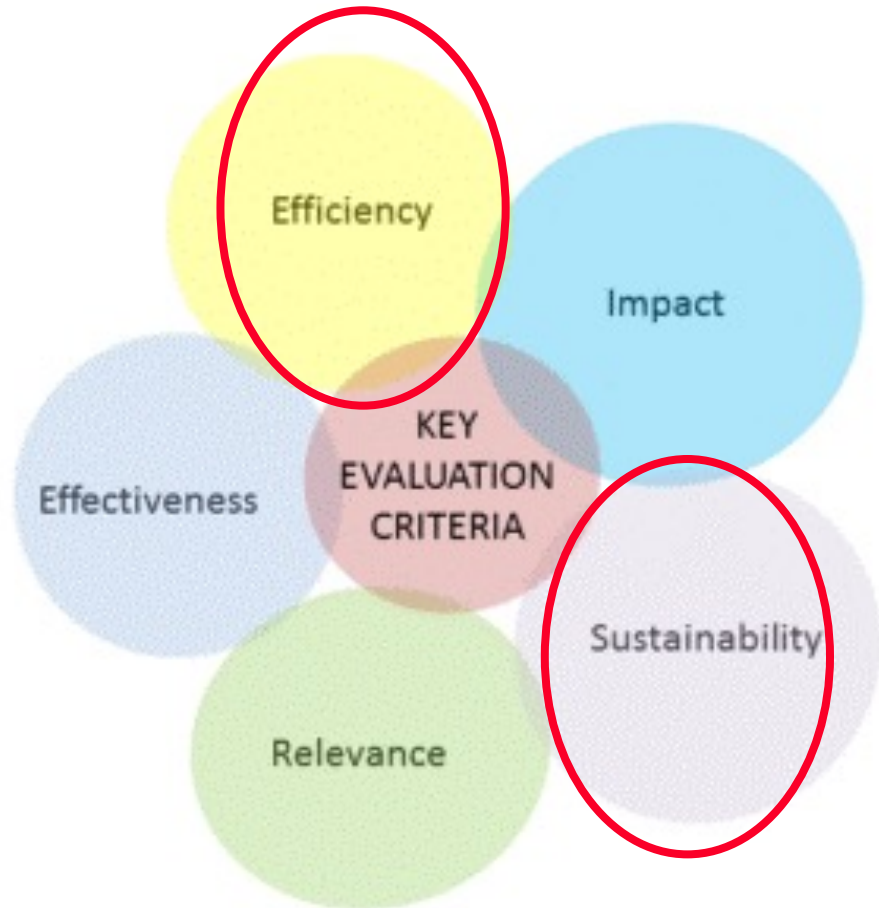 Efficiency
Impact
KEY
EVALUATION
CRITERIA
Effectiveness
Sustainability
Relevance